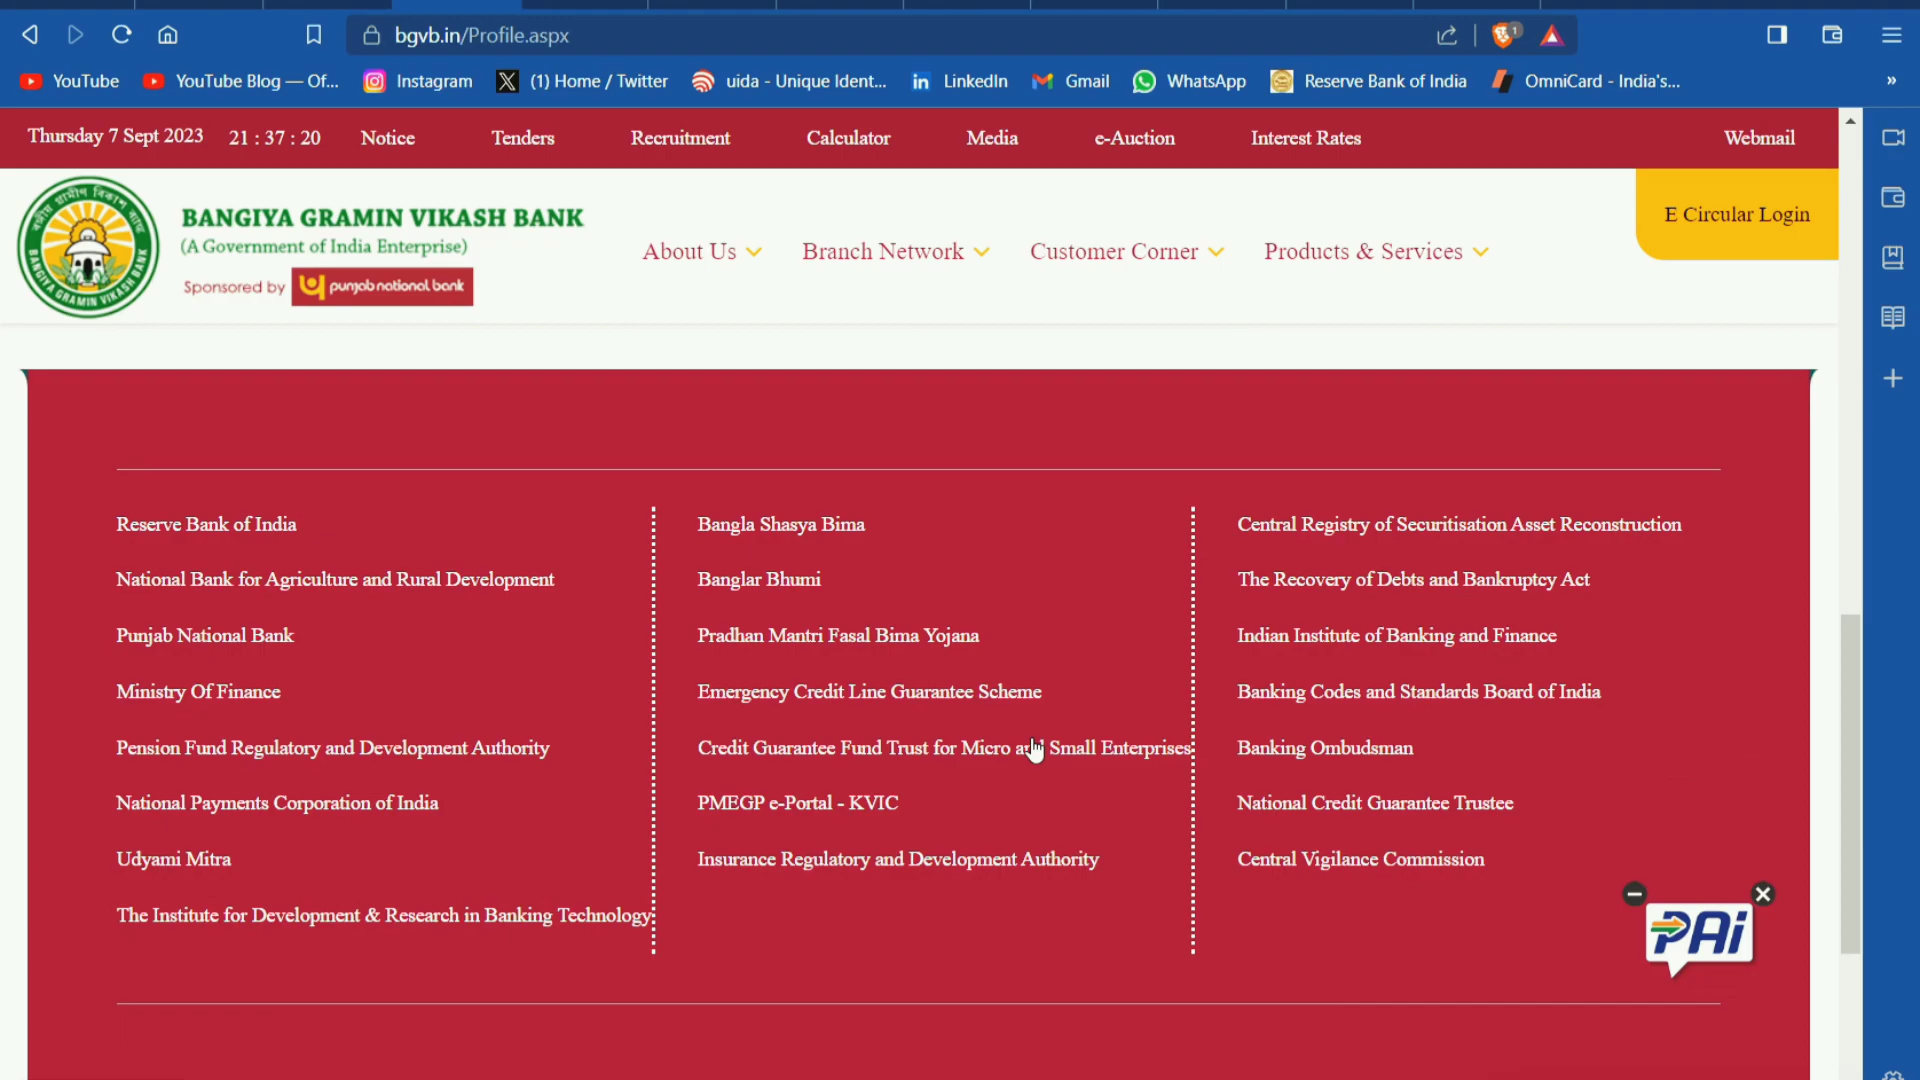 bgvb.in/Profile.aspx
1
YouTube
YouTube Blog — Of...
Instagram
(1) Home / Twitter
uida - Unique Ident...
LinkedIn
Gmail
WhatsApp
Reserve Bank of India
OmniCard - India's...
»
Thursday 7 Sept 2023
21 : 37 : 20
Notice
Tenders
Recruitment
Calculator
Media
e-Auction
Interest Rates
Webmail
বঙ্গীয় গ্রামীণ বিকাশ ব্যাংক
BANGIYA GRAMIN VIKASH BANK
BANGIYA GRAMIN VIKASH BANK
(A Government of India Enterprise)
Sponsored by punjab national bank
About Us
Branch Network
Customer Corner
Products & Services
E Circular Login
Reserve Bank of India
National Bank for Agriculture and Rural Development
Punjab National Bank
Ministry Of Finance
Pension Fund Regulatory and Development Authority
National Payments Corporation of India
Udyami Mitra
The Institute for Development & Research in Banking Technology
Bangla Shasya Bima
Banglar Bhumi
Pradhan Mantri Fasal Bima Yojana
Emergency Credit Line Guarantee Scheme
Credit Guarantee Fund Trust for Micro and Small Enterprises
PMEGP e-Portal - KVIC
Insurance Regulatory and Development Authority
Central Registry of Securitisation Asset Reconstruction
The Recovery of Debts and Bankruptcy Act
Indian Institute of Banking and Finance
Banking Codes and Standards Board of India
Banking Ombudsman
National Credit Guarantee Trustee
Central Vigilance Commission
PAi